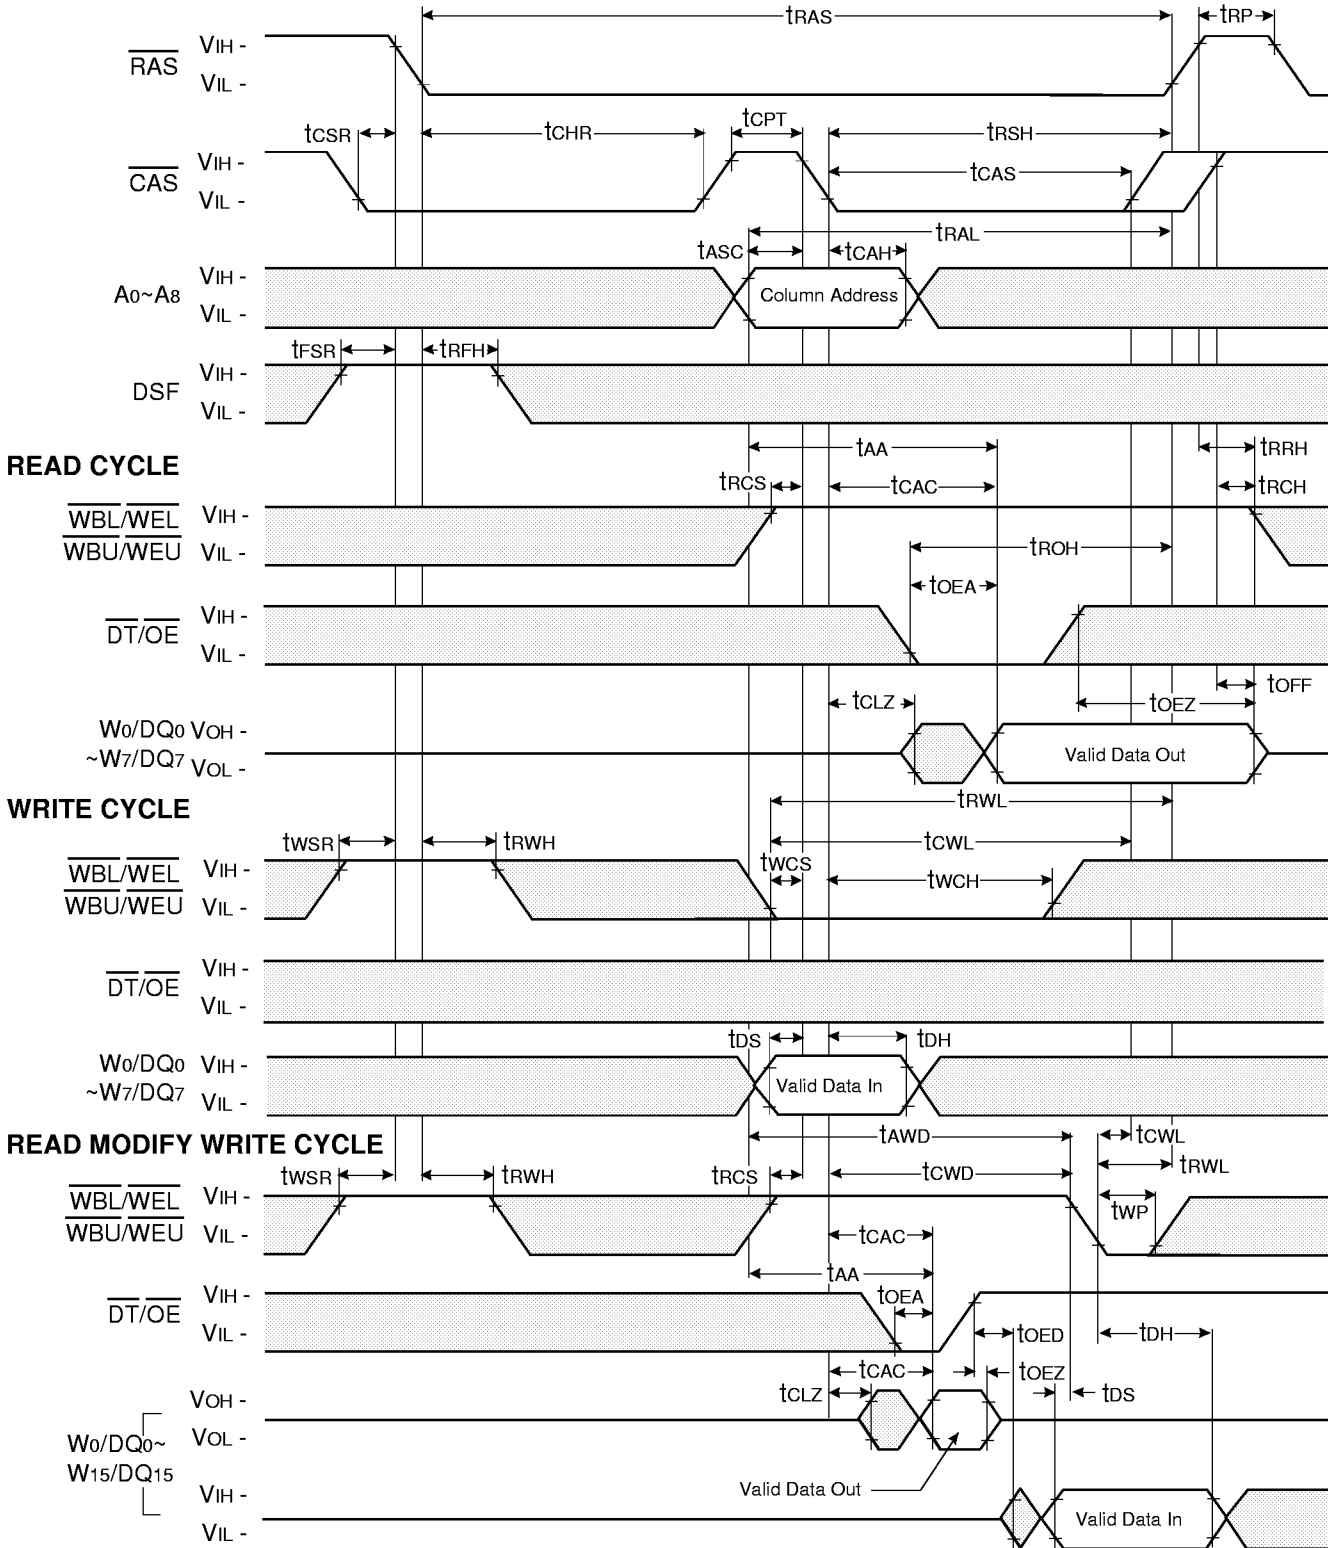 tRAS
tRP
RAS
VIH -
VIL -
tCSR
tCHR
tCPT
tRSH
CAS
VIH -
VIL -
tCAS
tRAL
tASC
tCAH
A0~A8
VIH -
VIL -
Column Address
tFSR
tRFH
DSF
VIH -
VIL -
tAA
tRRH
READ CYCLE
tRCS
tCAC
tRCH
WBL/WEL
WBU/WEU
VIH -
VIL -
tROH
tOEA
DT/OE
VIH -
VIL -
tCLZ
tOEZ
tOFF
W0/DQ0
~W7/DQ7
VOH -
VOL -
Valid Data Out
WRITE CYCLE
tRWL
tWSR
tRWH
tCWL
tWCS
tWCH
WBL/WEL
WBU/WEU
VIH -
VIL -
DT/OE
VIH -
VIL -
tDS
tDH
W0/DQ0
~W7/DQ7
VIH -
VIL -
Valid Data In
READ MODIFY WRITE CYCLE
tAWD
tCWL
tWSR
tRWH
tRCS
tCWD
tRWL
WBL/WEL
WBU/WEU
VIH -
VIL -
tWP
tCAC
tAA
tOEA
DT/OE
VIH -
VIL -
tOED
tDH
tCAC
tOEZ
tCLZ
tDS
VOH -
VOL -
W0/DQ0~
W15/DQ15
Valid Data Out
VIH -
VIL -
Valid Data In